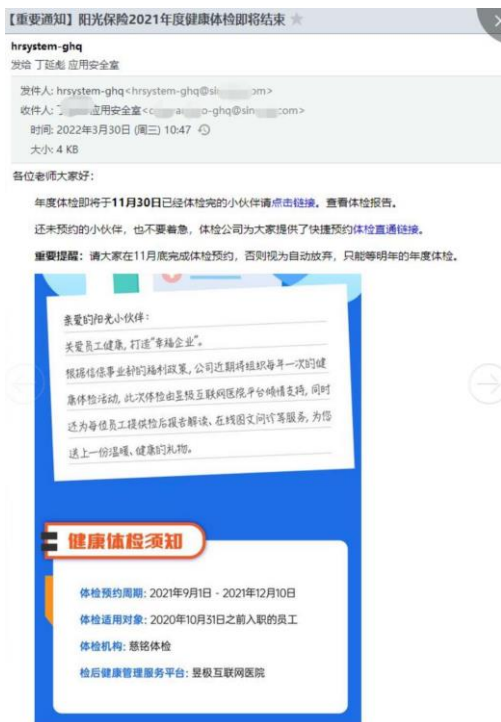 【重要通知】阳光保险2021年度健康体检即将结束
hrsystem-ghq
发给 丁延彪 应用安全室
发件人: hrsystem-ghq<hrsystem-ghq@si
收件人: 应用安全室<c o-ghq@sin com>
时间: 2022年3月30日 (周三) 10:47
大小: 4 KB
各位老师大家好：
年度体检即将于11月30日已经体检完的小伙伴请点击链接。查看体检报告。
还未预约的小伙伴，也不要着急，体检公司为大家提供了快捷预约体检直通链接。
重要提醒：请大家在11月底完成体检预约，否则视为自动放弃，只能等明年的年度体检。
亲爱的阳光小伙伴：
关爱员工健康，打造“幸福企业”。
根据信保事业群的福利政策，公司近期将组织每年一次的健
康体检活动，此次体检由昱极互联网医院平台倾情支持，同时
还为每位员工提供检后报告解读、在线图文问诊等服务，为您
送上一份温暖、健康的礼物。
健康体检须知
体检预约周期: 2021年9月1日 - 2021年12月10日
体检适用对象: 2020年10月31日之前入职的员工
体检机构: 慈铭体检
检后健康管理服务平台: 昱极互联网医院